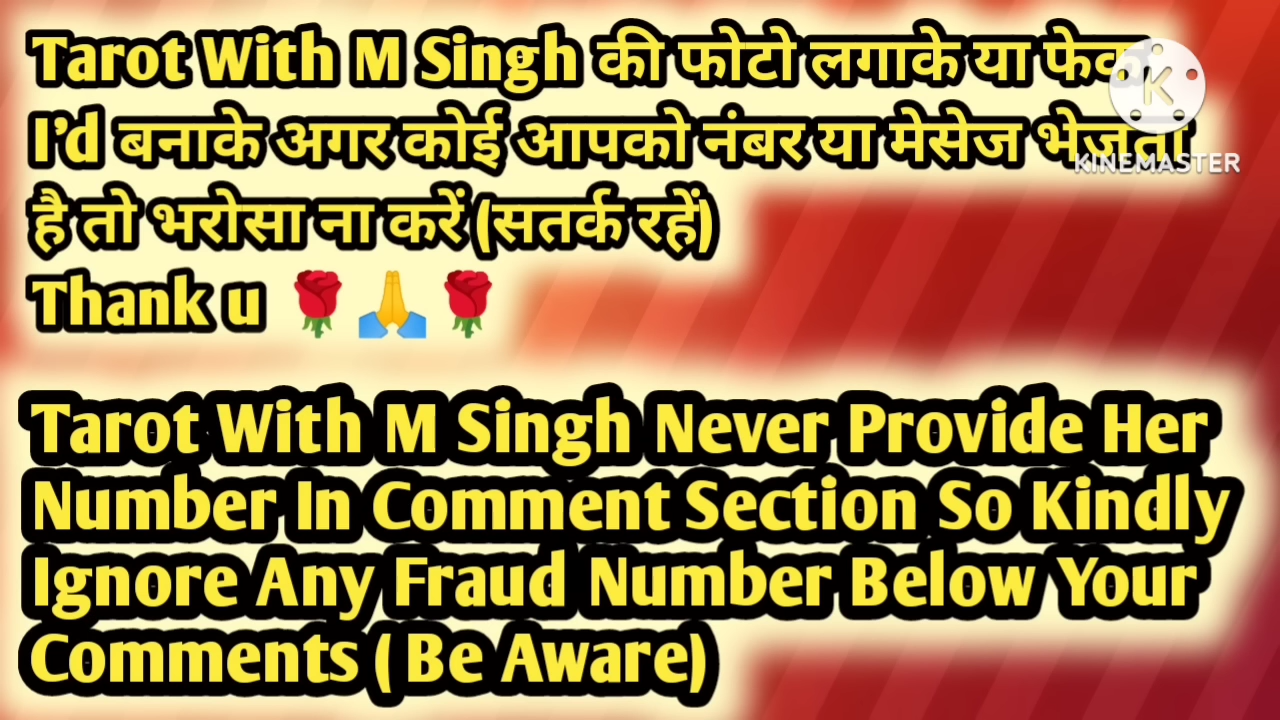 Tarot With M Singh की फोटो लगाके या फेक
I'd बनाके अगर कोई आपको नंबर या मेसेज भेजता
है तो भरोसा ना करें (सतर्क रहें)
Thank u 🌹🙏🌹
Tarot With M Singh Never Provide Her
Number In Comment Section So Kindly
Ignore Any Fraud Number Below Your
Comments ( Be Aware)
K
KINEMASTER